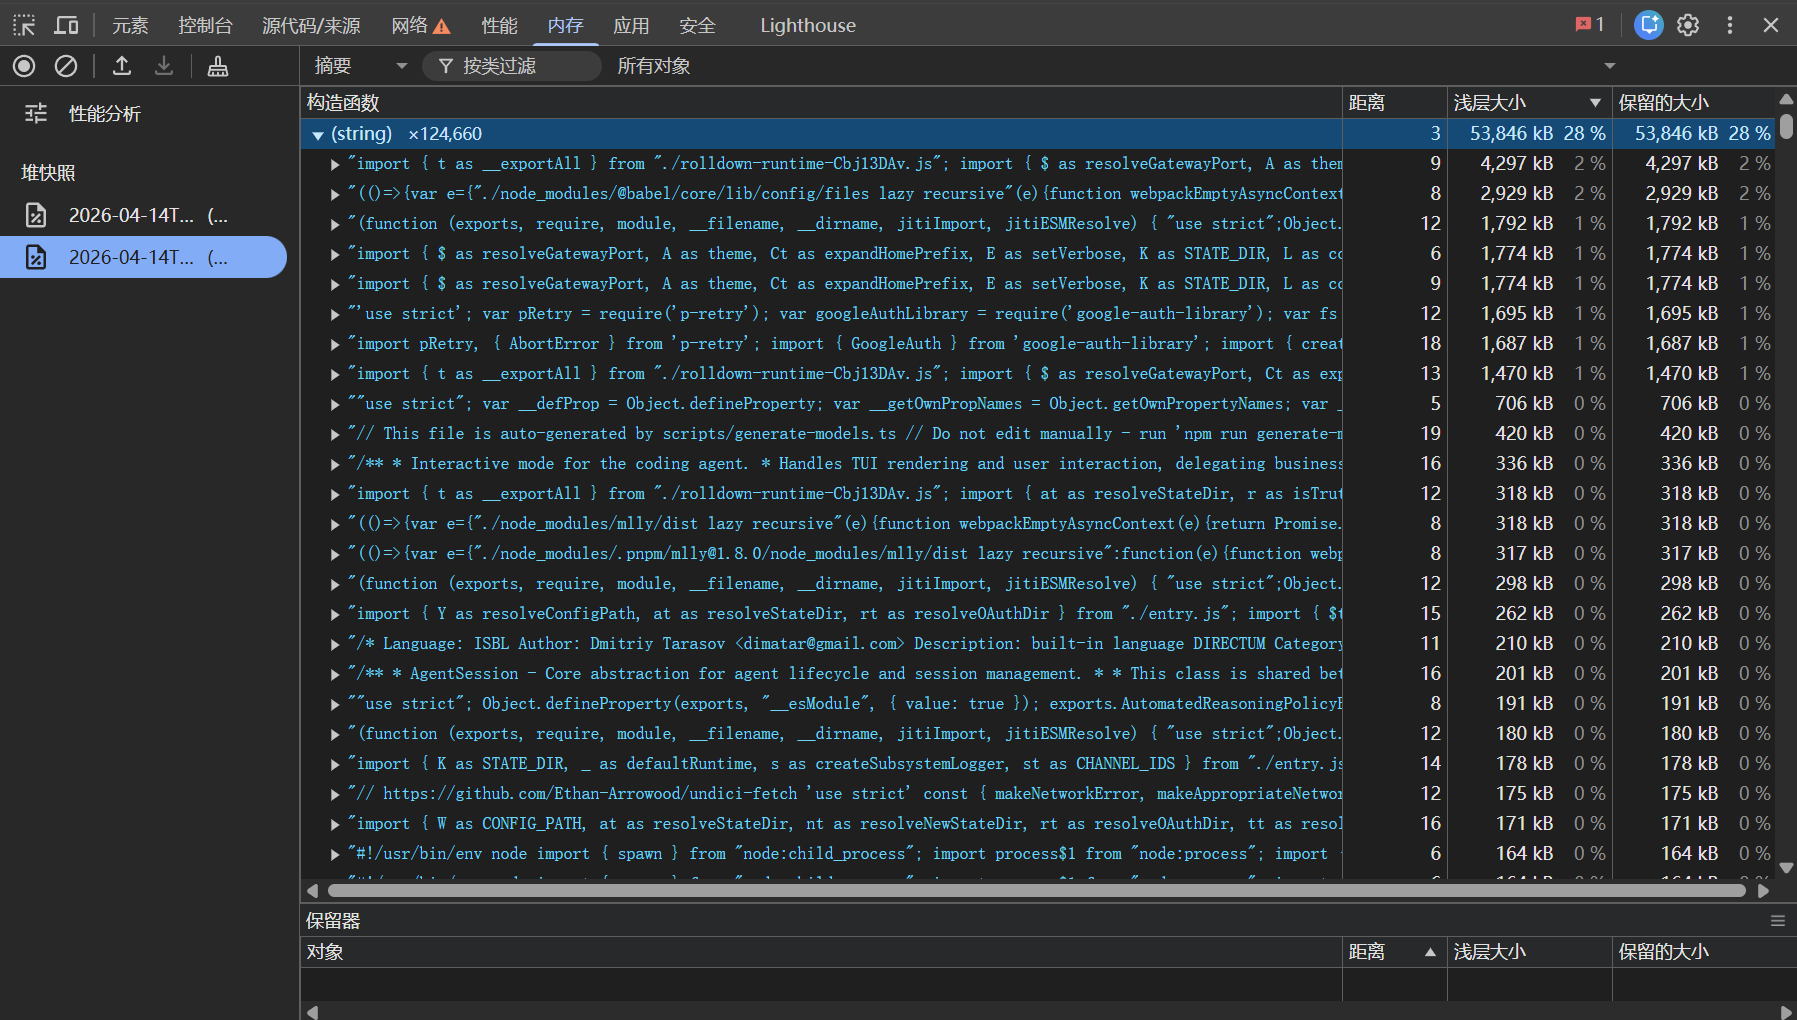 元素 控制台 源代码/来源 网络 性能 内存 应用 安全 Lighthouse 1
摘要 按类过滤 所有对象
性能分析
堆快照
2026-04-14T... (...
2026-04-14T... (...
构造函数 距离 浅层大小 ▼ 保留的大小
▼ (string) ×124,660 3 53,846 kB 28 % 53,846 kB 28 %
▶ "import { t as __exportAll } from "./rolldown-runtime-Cbj13DAv.js"; import { $ as resolveGatewayPort, A as them 9 4,297 kB 2 % 4,297 kB 2 %
▶ "(()=>{var e={"./node_modules/@babel/core/lib/config/files lazy recursive"(e){function webpackEmptyAsyncContext 8 2,929 kB 2 % 2,929 kB 2 %
▶ "(function (exports, require, module, __filename, __dirname, jitiImport, jitiESMResolve) { "use strict";Object. 12 1,792 kB 1 % 1,792 kB 1 %
▶ "import { $ as resolveGatewayPort, A as theme, Ct as expandHomePrefix, E as setVerbose, K as STATE_DIR, L as co 6 1,774 kB 1 % 1,774 kB 1 %
▶ "import { $ as resolveGatewayPort, A as theme, Ct as expandHomePrefix, E as setVerbose, K as STATE_DIR, L as co 9 1,774 kB 1 % 1,774 kB 1 %
▶ "'use strict'; var pRetry = require('p-retry'); var googleAuthLibrary = require('google-auth-library'); var fs 12 1,695 kB 1 % 1,695 kB 1 %
▶ "import pRetry, { AbortError } from 'p-retry'; import { GoogleAuth } from 'google-auth-library'; import { creat 18 1,687 kB 1 % 1,687 kB 1 %
▶ "import { t as __exportAll } from "./rolldown-runtime-Cbj13DAv.js"; import { $ as resolveGatewayPort, Ct as exp 13 1,470 kB 1 % 1,470 kB 1 %
▶ ""use strict"; var __defProp = Object.defineProperty; var __getOwnPropNames = Object.getOwnPropertyNames; var _ 5 706 kB 0 % 706 kB 0 %
▶ "// This file is auto-generated by scripts/generate-models.ts // Do not edit manually - run 'npm run generate-m 19 420 kB 0 % 420 kB 0 %
▶ "/** * Interactive mode for the coding agent. * Handles TUI rendering and user interaction, delegating business 16 336 kB 0 % 336 kB 0 %
▶ "import { t as __exportAll } from "./rolldown-runtime-Cbj13DAv.js"; import { at as resolveStateDir, r as isTrut 12 318 kB 0 % 318 kB 0 %
▶ "(()=>{var e={"./node_modules/mlly/dist lazy recursive"(e){function webpackEmptyAsyncContext(e){return Promise. 8 318 kB 0 % 318 kB 0 %
▶ "(()=>{var e={"./node_modules/.pnpm/mlly@1.8.0/node_modules/mlly/dist lazy recursive":function(e){function webp 8 317 kB 0 % 317 kB 0 %
▶ "(function (exports, require, module, __filename, __dirname, jitiImport, jitiESMResolve) { "use strict";Object. 12 298 kB 0 % 298 kB 0 %
▶ "import { Y as resolveConfigPath, at as resolveStateDir, rt as resolveOAuthDir } from "./entry.js"; import { $t 15 262 kB 0 % 262 kB 0 %
▶ "/* Language: ISBL Author: Dmitriy Tarasov <dimatar@gmail.com> Description: built-in language DIRECTUM Category 11 210 kB 0 % 210 kB 0 %
▶ "/** * AgentSession - Core abstraction for agent lifecycle and session management. * * This class is shared bet 16 201 kB 0 % 201 kB 0 %
▶ ""use strict"; Object.defineProperty(exports, "__esModule", { value: true }); exports.AutomatedReasoningPolicyE 8 191 kB 0 % 191 kB 0 %
▶ "(function (exports, require, module, __filename, __dirname, jitiImport, jitiESMResolve) { "use strict";Object. 12 180 kB 0 % 180 kB 0 %
▶ "import { K as STATE_DIR, _ as defaultRuntime, s as createSubsystemLogger, st as CHANNEL_IDS } from "./entry.js 14 178 kB 0 % 178 kB 0 %
▶ "// https://github.com/Ethan-Arrowood/undici-fetch 'use strict' const { makeNetworkError, makeAppropriateNetwor 12 175 kB 0 % 175 kB 0 %
▶ "import { W as CONFIG_PATH, at as resolveStateDir, nt as resolveNewStateDir, rt as resolveOAuthDir, tt as resol 16 171 kB 0 % 171 kB 0 %
▶ "#!/usr/bin/env node import { spawn } from "node:child_process"; import process$1 from "node:process"; import 6 164 kB 0 % 164 kB 0 %
保留器
对象 距离 ▲ 浅层大小 保留的大小